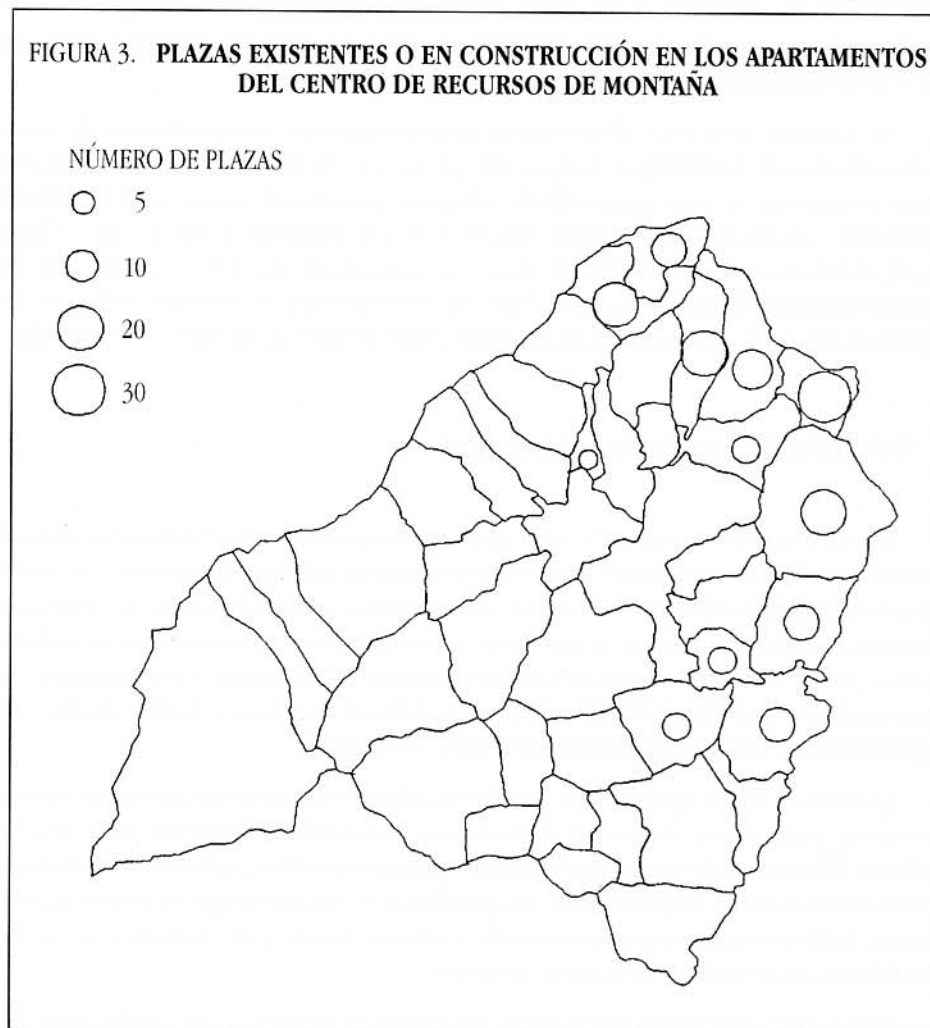 FIGURA 3. PLAZAS EXISTENTES O EN CONSTRUCCIÓN EN LOS APARTAMENTOS
DEL CENTRO DE RECURSOS DE MONTAÑA
NÚMERO DE PLAZAS
5
10
20
30